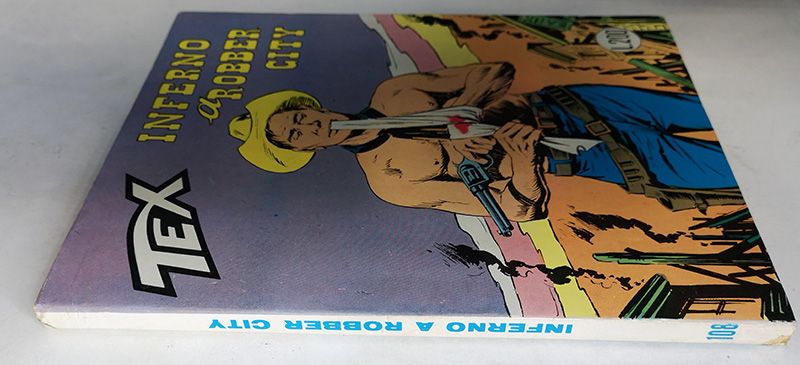 TEX
INFERNO
a ROBBER
CITY
L.200
INFERNO A ROBBER CITY
108